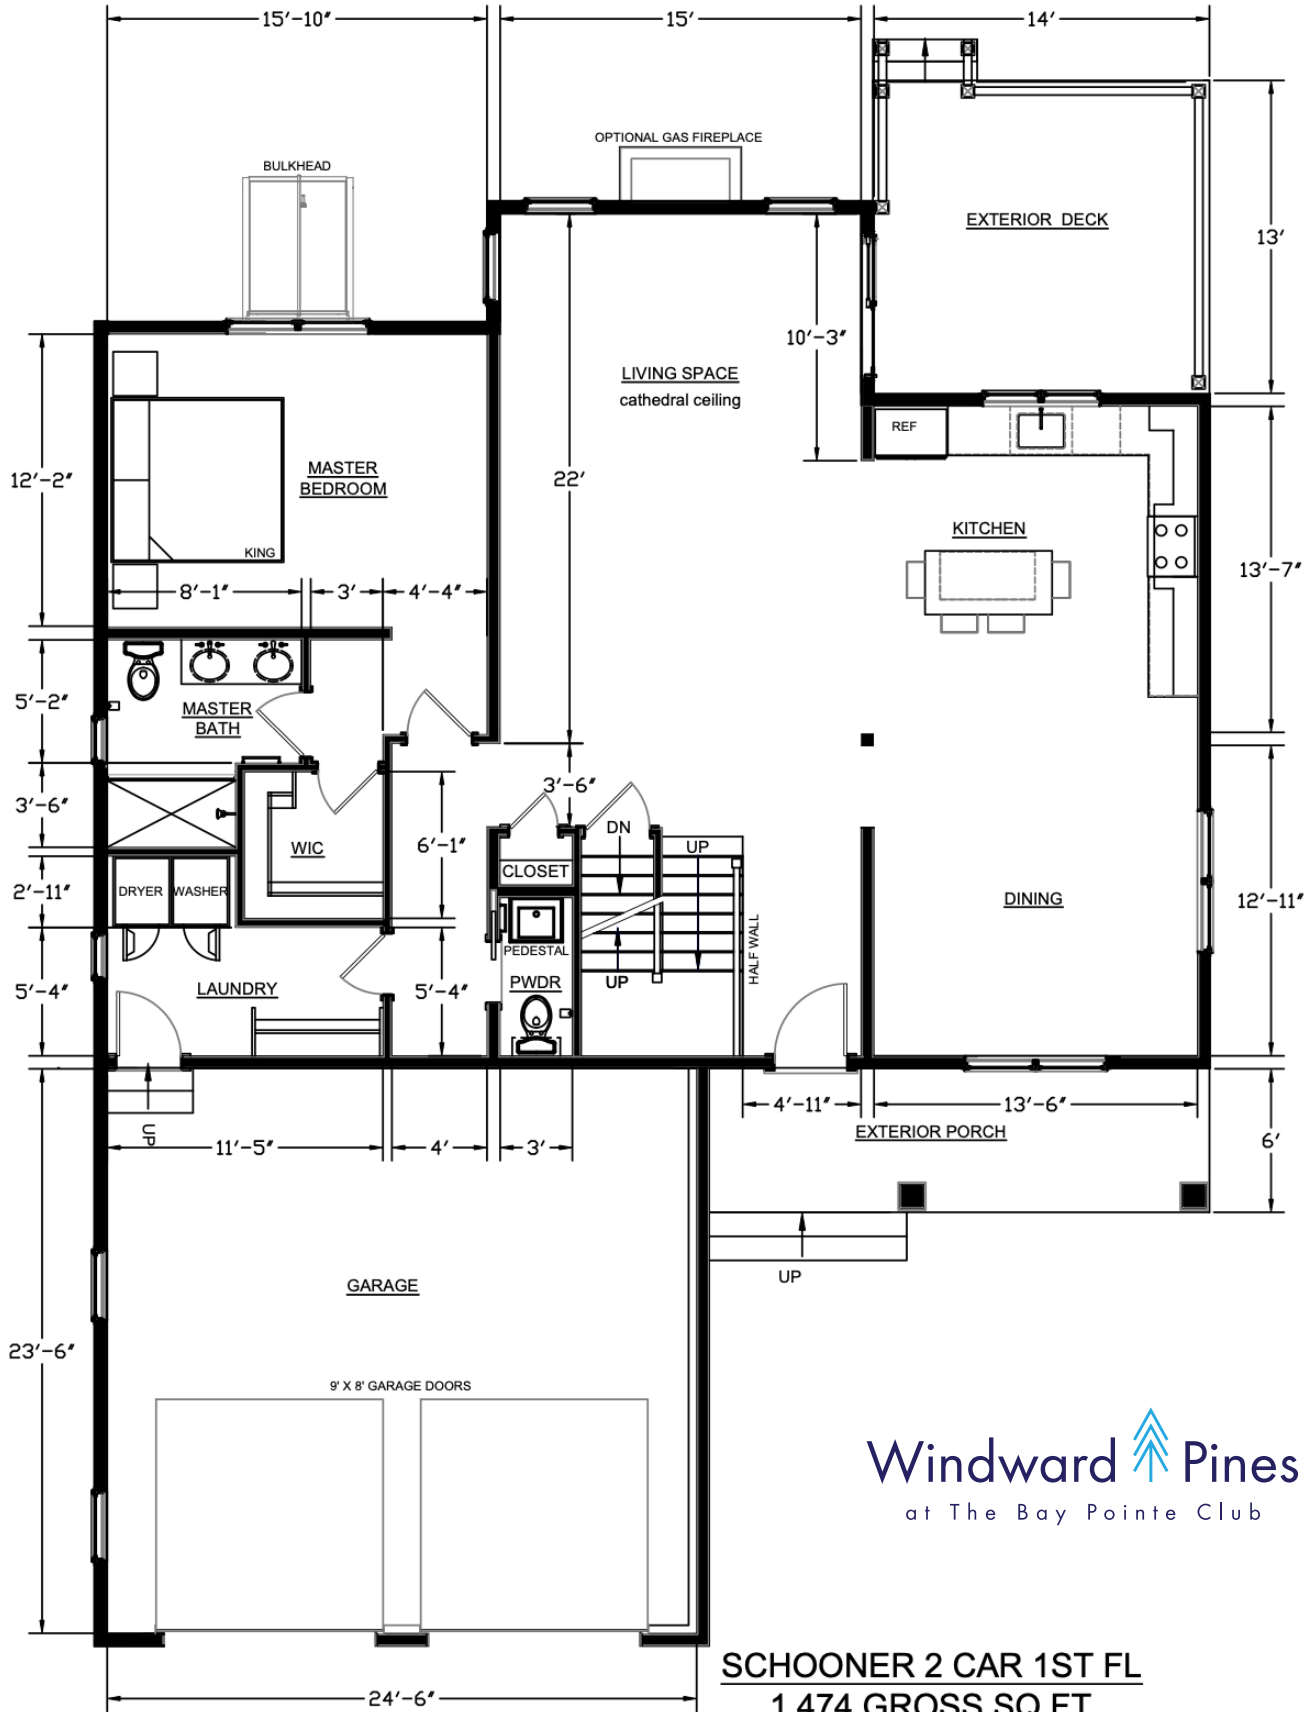 15'-10"
15'
14'
OPTIONAL GAS FIREPLACE
BULKHEAD
EXTERIOR DECK
13'
10'-3"
LIVING SPACE
cathedral ceiling
REF
12'-2"
MASTER
BEDROOM
22'
KITCHEN
KING
13'-7"
8'-1"
3'
4'-4"
5'-2"
MASTER
BATH
3'-6"
3'-6"
DN
UP
WIC
6'-1"
CLOSET
2'-11"
DRYER
WASHER
DINING
12'-11"
HALF WALL
PEDESTAL
5'-4"
LAUNDRY
5'-4"
PWDR
UP
4'-11"
13'-6"
UP
11'-5"
4'
3'
EXTERIOR PORCH
6'
UP
GARAGE
23'-6"
9' X 8' GARAGE DOORS
Windward Pines
at The Bay Pointe Club
SCHOONER 2 CAR 1ST FL
24'-6"
1,474 GROSS SQ FT